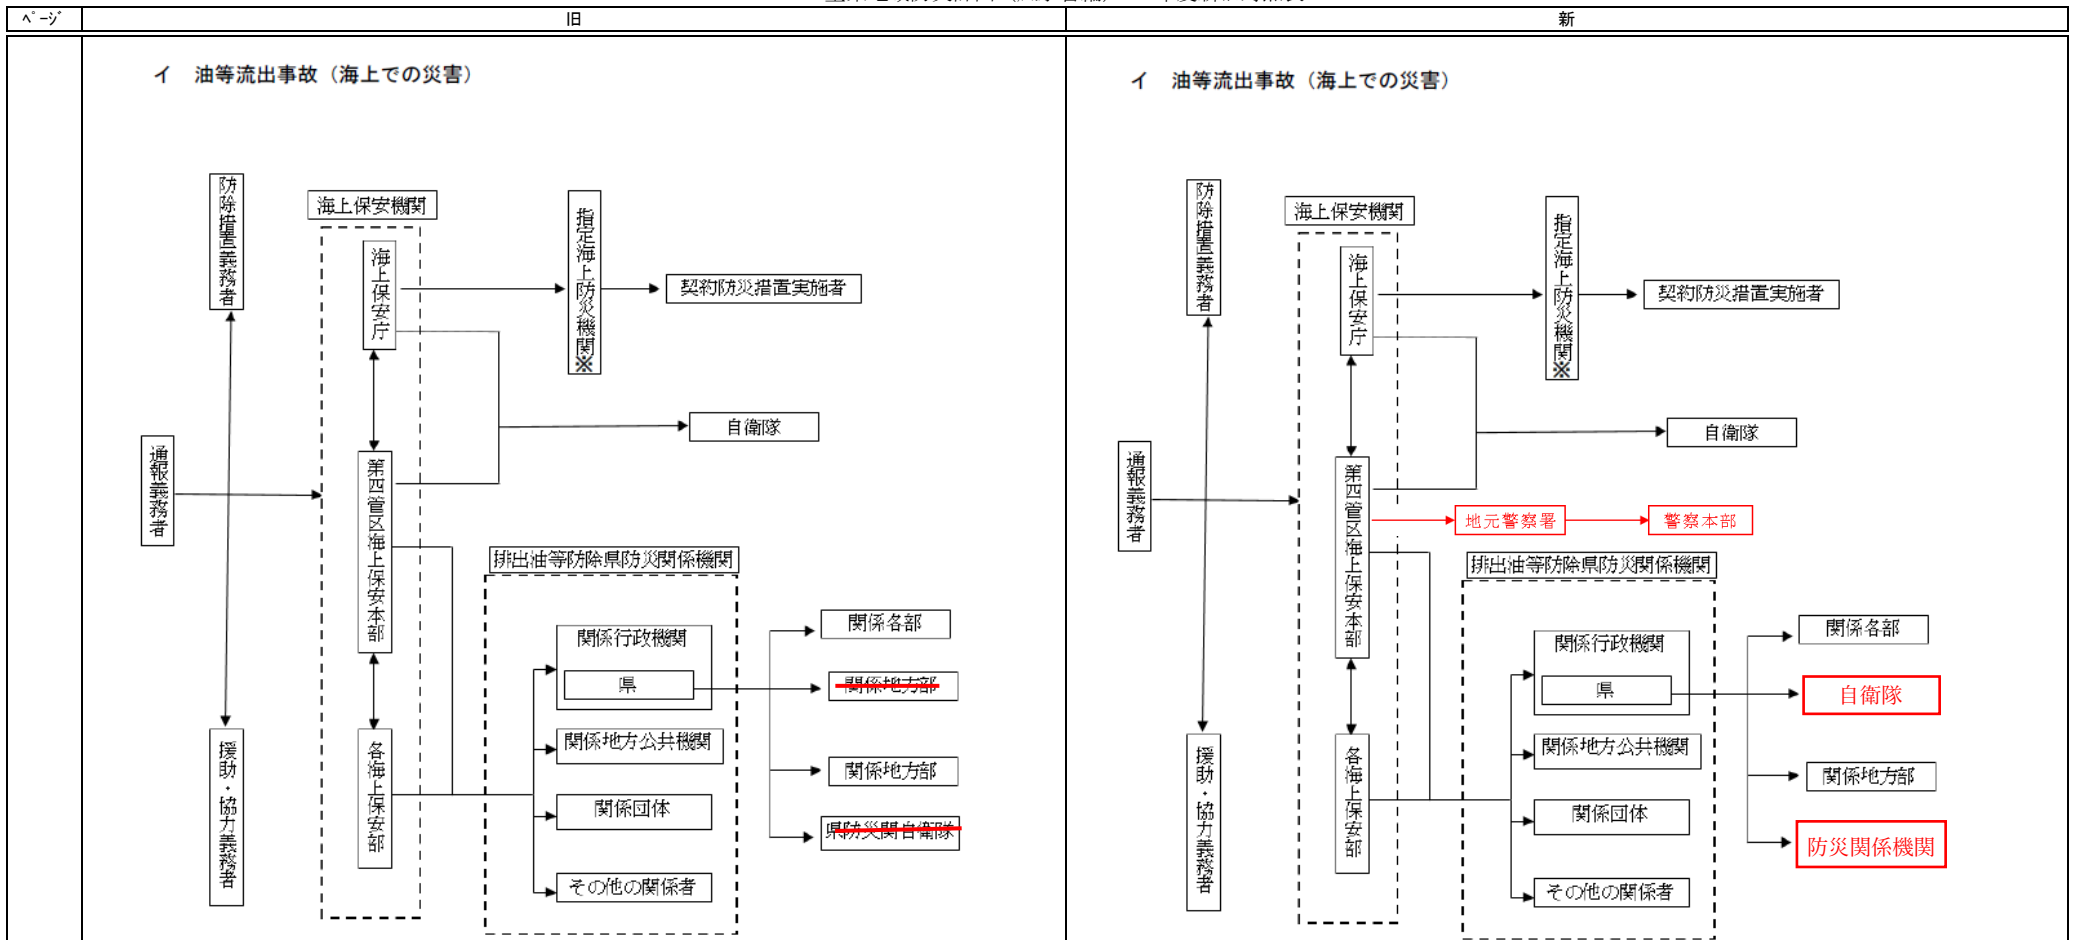 ﾍﾟｰｼﾞ
旧
新
イ　油等流出事故（海上での災害）
防除措置義務者
海上保安機関
海上保安庁
指定海上防災機関※
契約防災措置実施者
自衛隊
通報義務者
第四管区海上保安本部
排出油等防除県防災関係機関
関係行政機関
県
関係各部
関係地方部
関係地方公共機関
関係地方部
関係団体
県防災関自衛隊
その他の関係者
援助・協力義務者
各海上保安部
イ　油等流出事故（海上での災害）
防除措置義務者
海上保安機関
海上保安庁
指定海上防災機関※
契約防災措置実施者
自衛隊
通報義務者
第四管区海上保安本部
地元警察署
警察本部
排出油等防除県防災関係機関
関係行政機関
県
関係各部
自衛隊
関係地方公共機関
関係地方部
関係団体
防災関係機関
その他の関係者
援助・協力義務者
各海上保安部